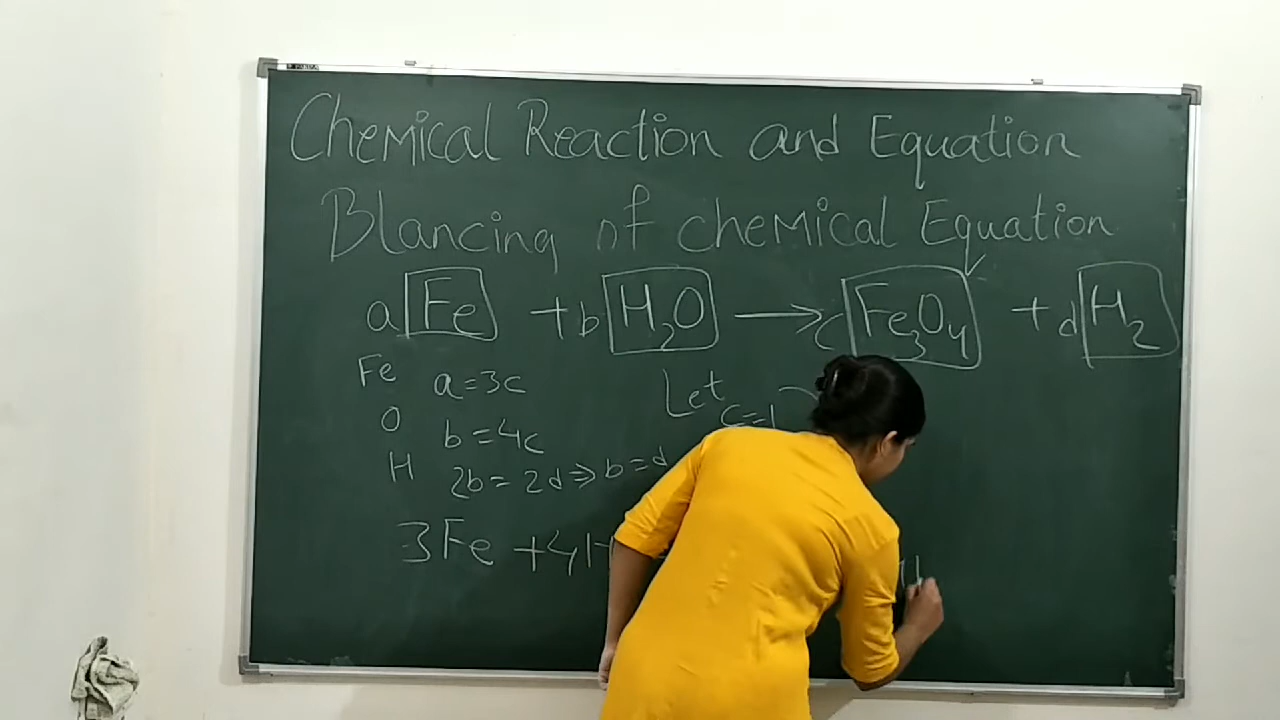 Chemical Reaction and Equation
Blancing of chemical Equation
a Fe + b H₂O → c Fe₃O₄ + d H₂
Fe a = 3c
O b = 4c
H 2b = 2d ⇒ b = d
Let
c = 1
3Fe + 4H